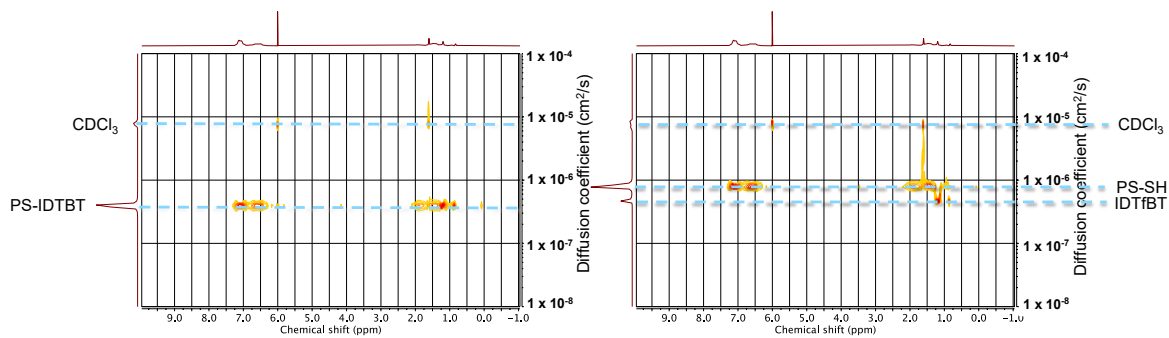 CDCl3
PS-IDTBT
1 x 10-4
1 x 10-5
1 x 10-6
1 x 10-7
1 x 10-8
Diffusion coefficient (cm2/s)
9.0 8.0 7.0 6.0 5.0 4.0 3.0 2.0 1.0 0.0 -1.0
Chemical shift (ppm)
1 x 10-4
1 x 10-5
1 x 10-6
1 x 10-7
1 x 10-8
Diffusion coefficient (cm2/s)
CDCl3
PS-SH
IDTfBT
9.0 8.0 7.0 6.0 5.0 4.0 3.0 2.0 1.0 0.0 -1.0
Chemical shift (ppm)